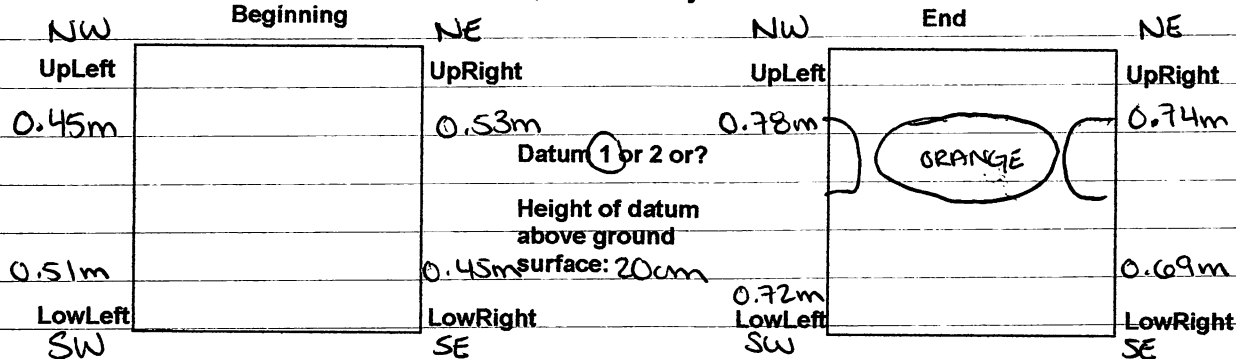 Beginning
End
NW
NE
NW
NE
UpLeft
UpRight
UpLeft
UpRight
0.45m
0.53m
0.78m
0.74m
Datum 1 or 2 or?
ORANGE
Height of datum
above ground
surface: 20cm
0.51m
0.45m
0.72m
0.69m
LowLeft
LowRight
LowLeft
LowRight
SW
SE
SW
SE